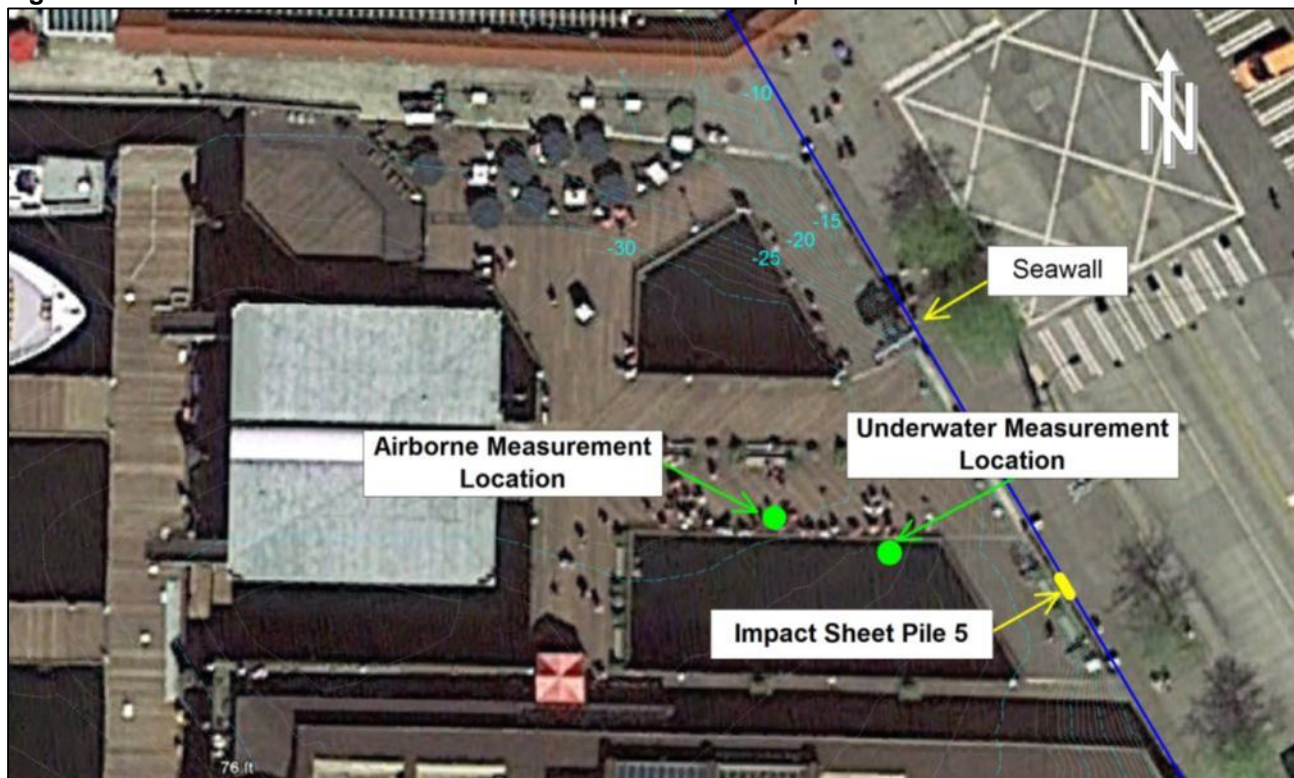 -10
N
-15
-20
-25
-30
Seawall
Airborne Measurement
Location
Underwater Measurement
Location
Impact Sheet Pile 5
76 ft